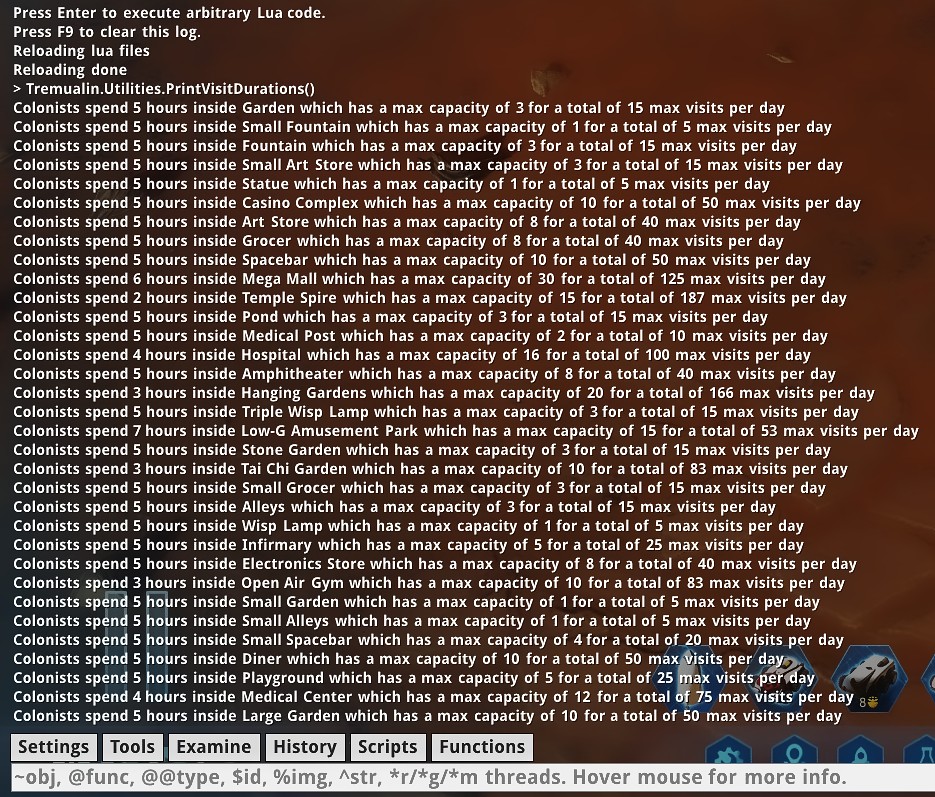 Press Enter to execute arbitrary Lua code.
Press F9 to clear this log.
Reloading lua files
Reloading done
> Tremualin.Utilities.PrintVisitDurations()
Colonists spend 5 hours inside Garden which has a max capacity of 3 for a total of 15 max visits per day
Colonists spend 5 hours inside Small Fountain which has a max capacity of 1 for a total of 5 max visits per day
Colonists spend 5 hours inside Fountain which has a max capacity of 3 for a total of 15 max visits per day
Colonists spend 5 hours inside Small Art Store which has a max capacity of 3 for a total of 15 max visits per day
Colonists spend 5 hours inside Statue which has a max capacity of 1 for a total of 5 max visits per day
Colonists spend 5 hours inside Casino Complex which has a max capacity of 10 for a total of 50 max visits per day
Colonists spend 5 hours inside Art Store which has a max capacity of 8 for a total of 40 max visits per day
Colonists spend 5 hours inside Grocer which has a max capacity of 8 for a total of 40 max visits per day
Colonists spend 5 hours inside Spacebar which has a max capacity of 10 for a total of 50 max visits per day
Colonists spend 6 hours inside Mega Mall which has a max capacity of 30 for a total of 125 max visits per day
Colonists spend 2 hours inside Temple Spire which has a max capacity of 15 for a total of 187 max visits per day
Colonists spend 5 hours inside Pond which has a max capacity of 3 for a total of 15 max visits per day
Colonists spend 5 hours inside Medical Post which has a max capacity of 2 for a total of 10 max visits per day
Colonists spend 4 hours inside Hospital which has a max capacity of 16 for a total of 100 max visits per day
Colonists spend 5 hours inside Amphitheater which has a max capacity of 8 for a total of 40 max visits per day
Colonists spend 3 hours inside Hanging Gardens which has a max capacity of 20 for a total of 166 max visits per day
Colonists spend 5 hours inside Triple Wisp Lamp which has a max capacity of 3 for a total of 15 max visits per day
Colonists spend 7 hours inside Low-G Amusement Park which has a max capacity of 15 for a total of 53 max visits per day
Colonists spend 5 hours inside Stone Garden which has a max capacity of 3 for a total of 15 max visits per day
Colonists spend 3 hours inside Tai Chi Garden which has a max capacity of 10 for a total of 83 max visits per day
Colonists spend 5 hours inside Small Grocer which has a max capacity of 3 for a total of 15 max visits per day
Colonists spend 5 hours inside Alleys which has a max capacity of 3 for a total of 15 max visits per day
Colonists spend 5 hours inside Wisp Lamp which has a max capacity of 1 for a total of 5 max visits per day
Colonists spend 5 hours inside Infirmary which has a max capacity of 5 for a total of 25 max visits per day
Colonists spend 5 hours inside Electronics Store which has a max capacity of 8 for a total of 40 max visits per day
Colonists spend 3 hours inside Open Air Gym which has a max capacity of 10 for a total of 83 max visits per day
Colonists spend 5 hours inside Small Garden which has a max capacity of 1 for a total of 5 max visits per day
Colonists spend 5 hours inside Small Alleys which has a max capacity of 1 for a total of 5 max visits per day
Colonists spend 5 hours inside Small Spacebar which has a max capacity of 4 for a total of 20 max visits per day
Colonists spend 5 hours inside Diner which has a max capacity of 10 for a total of 50 max visits per day
Colonists spend 5 hours inside Playground which has a max capacity of 5 for a total of 25 max visits per day
Colonists spend 4 hours inside Medical Center which has a max capacity of 12 for a total of 75 max visits per day
8
Colonists spend 5 hours inside Large Garden which has a max capacity of 10 for a total of 50 max visits per day
Settings Tools Examine History Scripts Functions
~obj, @func, @@type, $id, %img, ^str, *r/*g/*m threads. Hover mouse for more info.